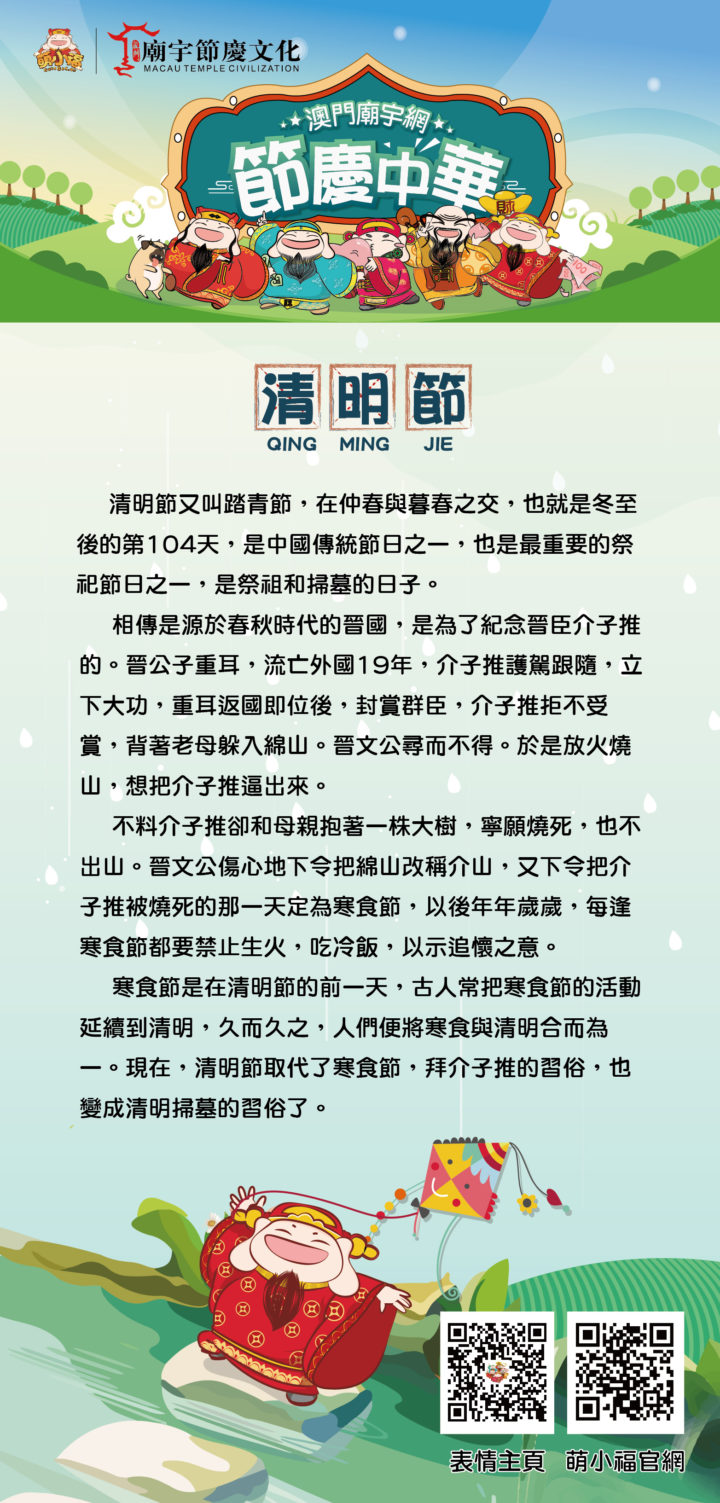 萌小福
廟宇節慶文化
MACAU TEMPLE CIVILIZATION
澳門廟宇網
節慶中華
財
100
清明節
QING MING JIE
清明節又叫踏青節，在仲春與暮春之交，也就是冬至
後的第104天，是中國傳統節日之一，也是最重要的祭
祀節日之一，是祭祖和掃墓的日子。
相傳是源於春秋時代的晉國，是為了紀念晉臣介子推
的。晉公子重耳，流亡外國19年，介子推護駕跟隨，立
下大功，重耳返國即位後，封賞群臣，介子推拒不受
賞，背著老母躲入綿山。晉文公尋而不得。於是放火燒
山，想把介子推逼出來。
不料介子推卻和母親抱著一株大樹，寧願燒死，也不
出山。晉文公傷心地下令把綿山改稱介山，又下令把介
子推被燒死的那一天定為寒食節，以後年年歲歲，每逢
寒食節都要禁止生火，吃冷飯，以示追懷之意。
寒食節是在清明節的前一天，古人常把寒食節的活動
延續到清明，久而久之，人們便將寒食與清明合而為
一。現在，清明節取代了寒食節，拜介子推的習俗，也
變成清明掃墓的習俗了。
表情主頁 萌小福官網